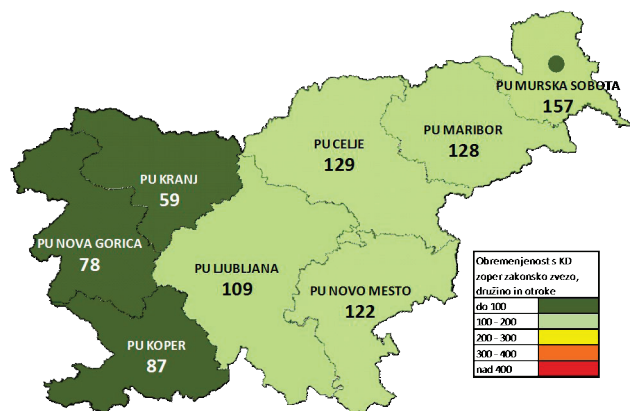 PU MURSKA SOBOTA
157
PU MARIBOR
128
PU CELJE
129
PU KRANJ
59
PU NOVA GORICA
78
PU LJUBLJANA
109
PU NOVO MESTO
122
PU KOPER
87
Obremenjenost s KD
zoper zakonsko zvezo,
družino in otroke
do 100
100 - 200
200 - 300
300 - 400
nad 400